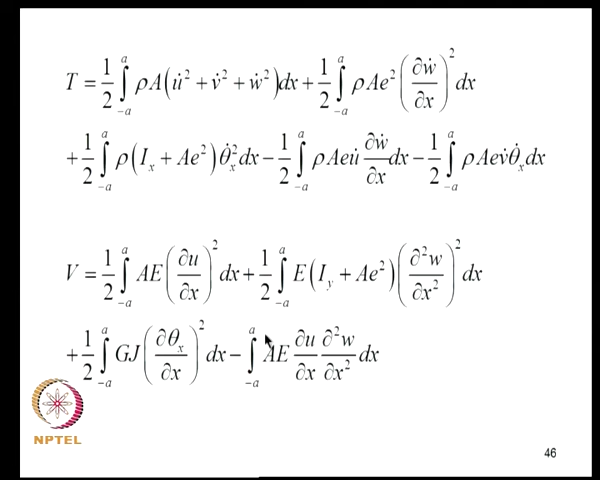 T = \frac{1}{2}\int_{-a}^{a} \rho A\left(\dot{u}^2 + \dot{v}^2 + \dot{w}^2\right)dx + \frac{1}{2}\int_{-a}^{a} \rho A e^2 \left(\frac{\partial \dot{w}}{\partial x}\right)^2 dx
+ \frac{1}{2}\int_{-a}^{a} \rho\left(I_x + Ae^2\right)\dot{\theta}_x^2 dx - \frac{1}{2}\int_{-a}^{a} \rho A e \dot{u} \frac{\partial \dot{w}}{\partial x} dx - \frac{1}{2}\int_{-a}^{a} \rho A e \dot{v} \dot{\theta}_x dx
V = \frac{1}{2}\int_{-a}^{a} AE\left(\frac{\partial u}{\partial x}\right)^2 dx + \frac{1}{2}\int_{-a}^{a} E\left(I_y + Ae^2\right)\left(\frac{\partial^2 w}{\partial x^2}\right)^2 dx
+ \frac{1}{2}\int_{-a}^{a} GJ\left(\frac{\partial \theta_x}{\partial x}\right)^2 dx - \int_{-a}^{a} AE \frac{\partial u}{\partial x} \frac{\partial^2 w}{\partial x^2} dx
NPTEL
46